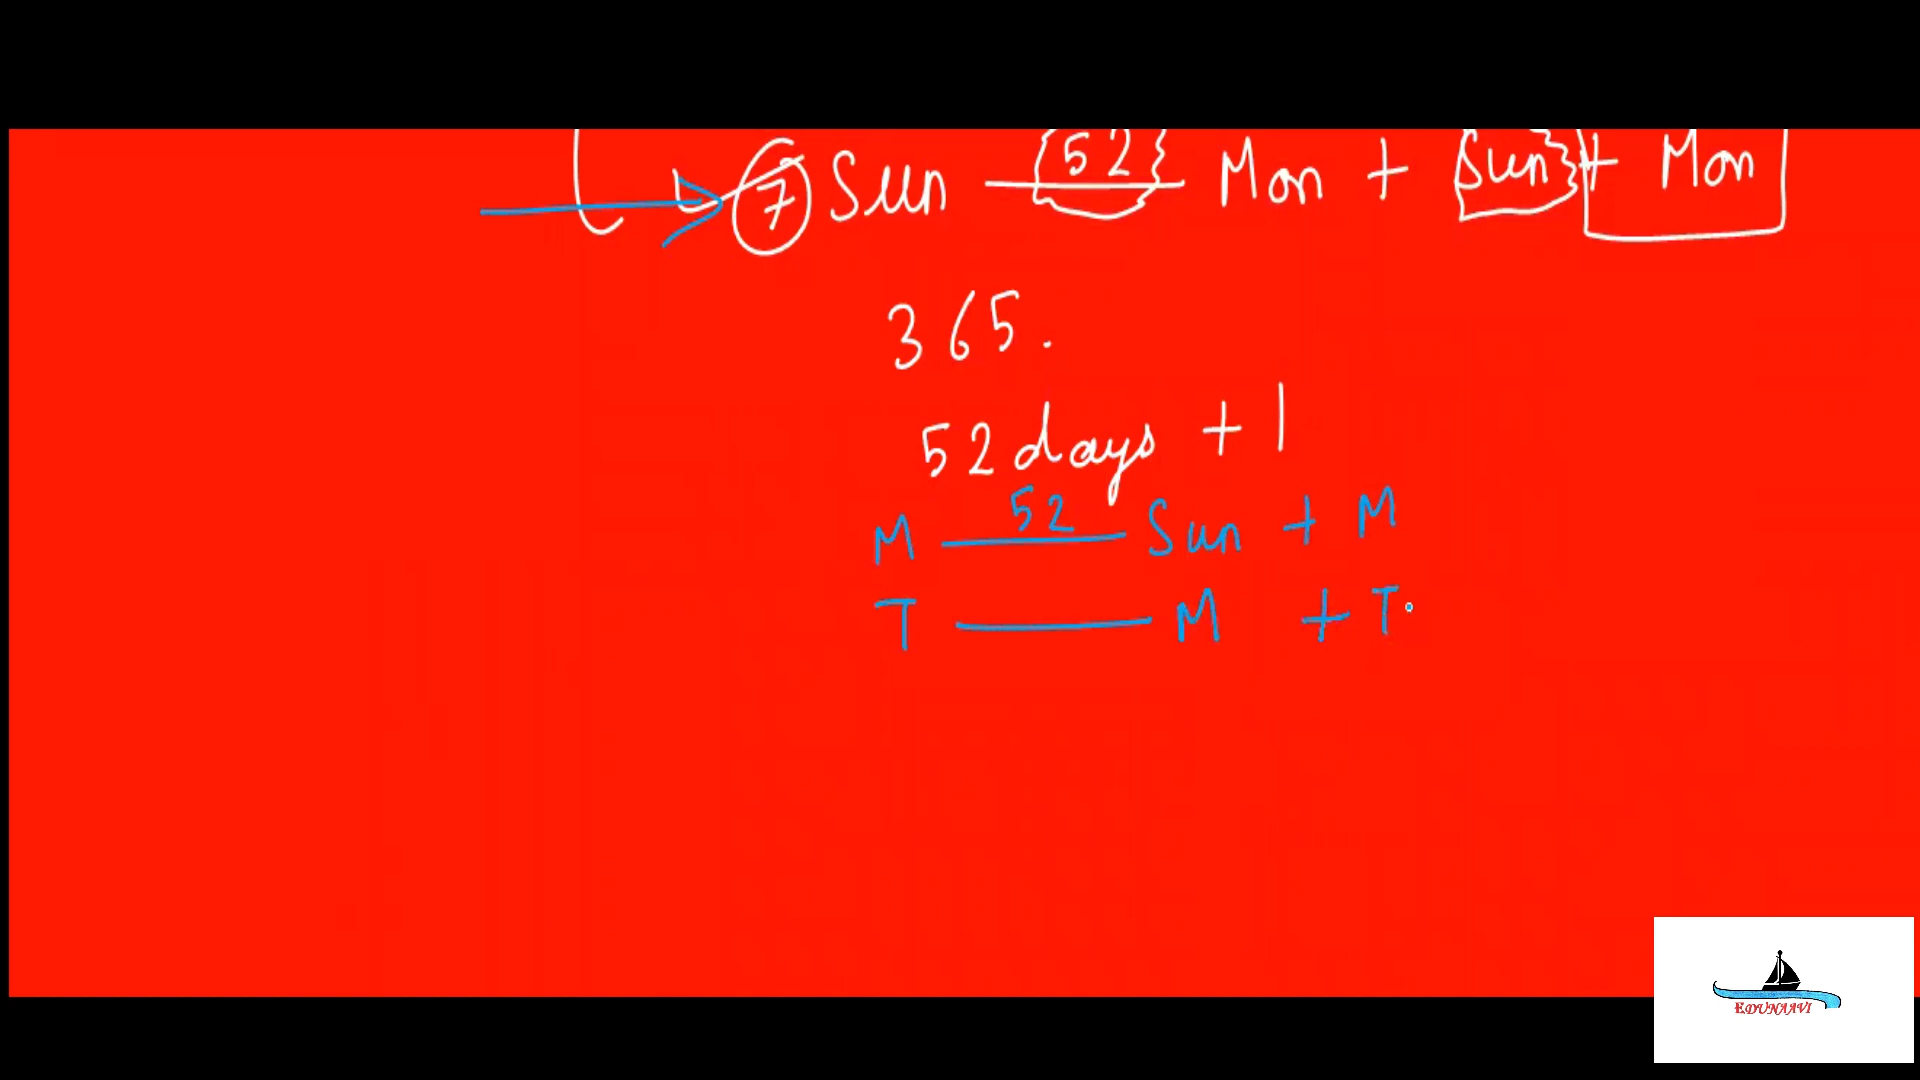 7 Sun 52 Mon + Sun + Mon
365.
52 days + 1
M 52 Sun + M
T M + T
EDUNAAVI